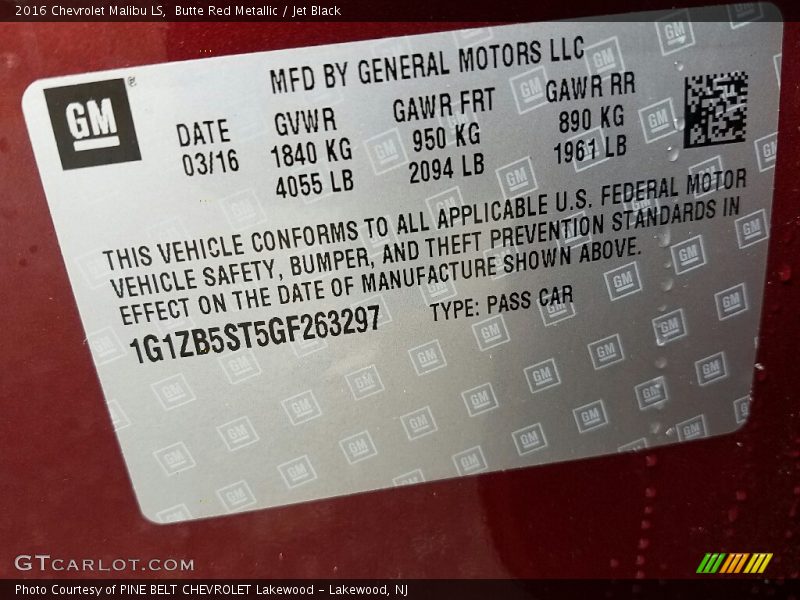 2016 Chevrolet Malibu LS, Butte Red Metallic / Jet Black
GM
MFD BY GENERAL MOTORS LLC
DATE GVWR GAWR FRT GAWR RR
03/16 1840 KG 950 KG 890 KG
4055 LB 2094 LB 1961 LB
THIS VEHICLE CONFORMS TO ALL APPLICABLE U.S. FEDERAL MOTOR
VEHICLE SAFETY, BUMPER, AND THEFT PREVENTION STANDARDS IN
EFFECT ON THE DATE OF MANUFACTURE SHOWN ABOVE.
1G1ZB5ST5GF263297 TYPE: PASS CAR
GTCARLOT.COM
Photo Courtesy of PINE BELT CHEVROLET Lakewood - Lakewood, NJ